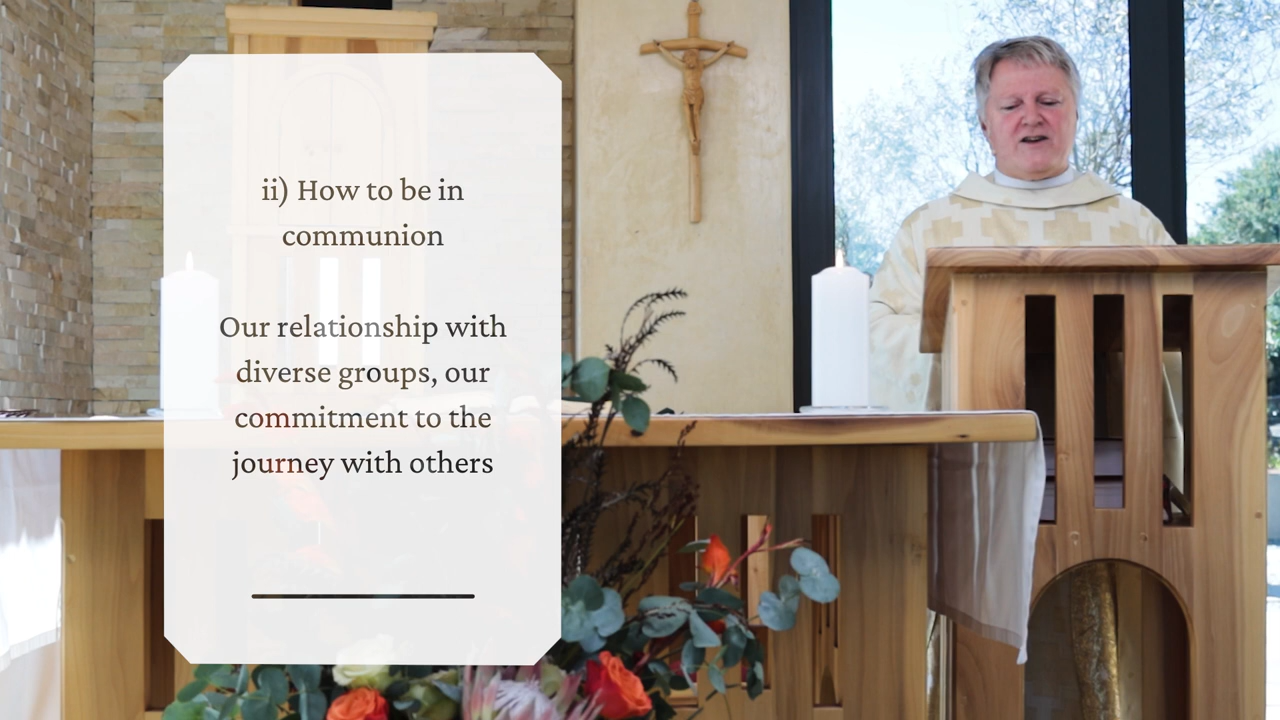 ii) How to be in
communion
Our relationship with
diverse groups, our
commitment to the
journey with others